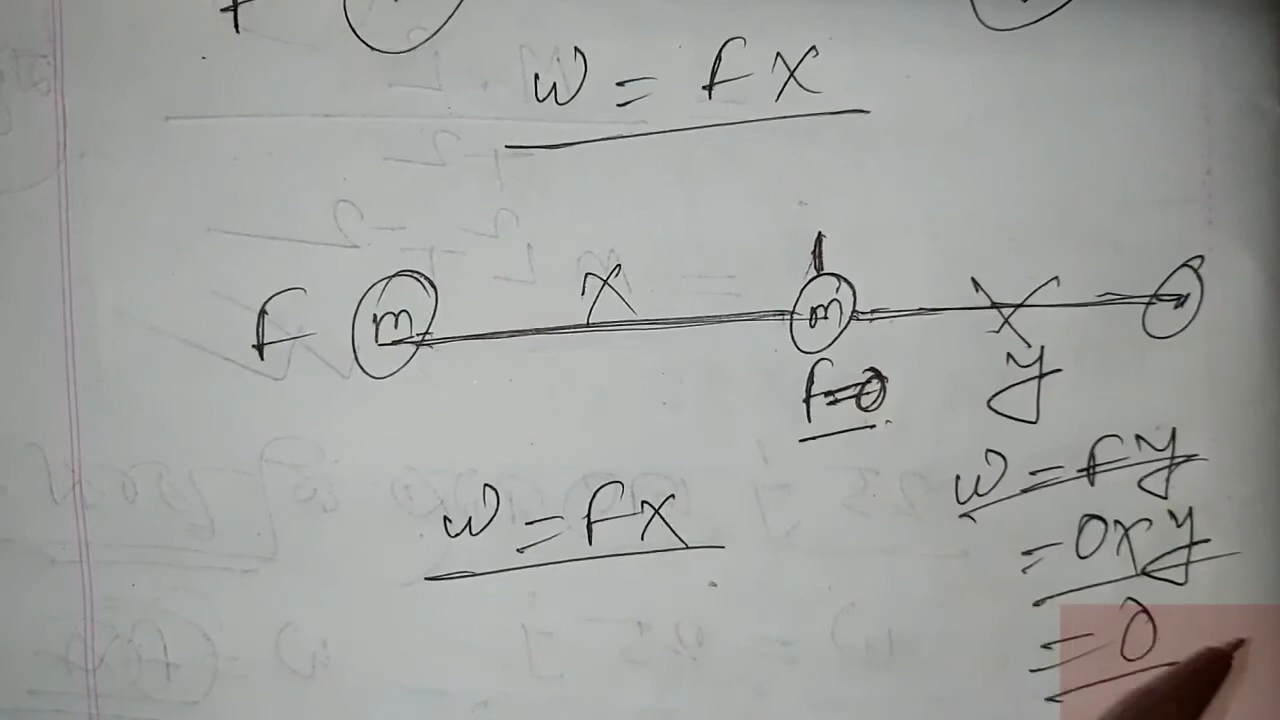 w = FX
F m X m y
f=0
w = Fy
w = FX
= 0xy
= 0